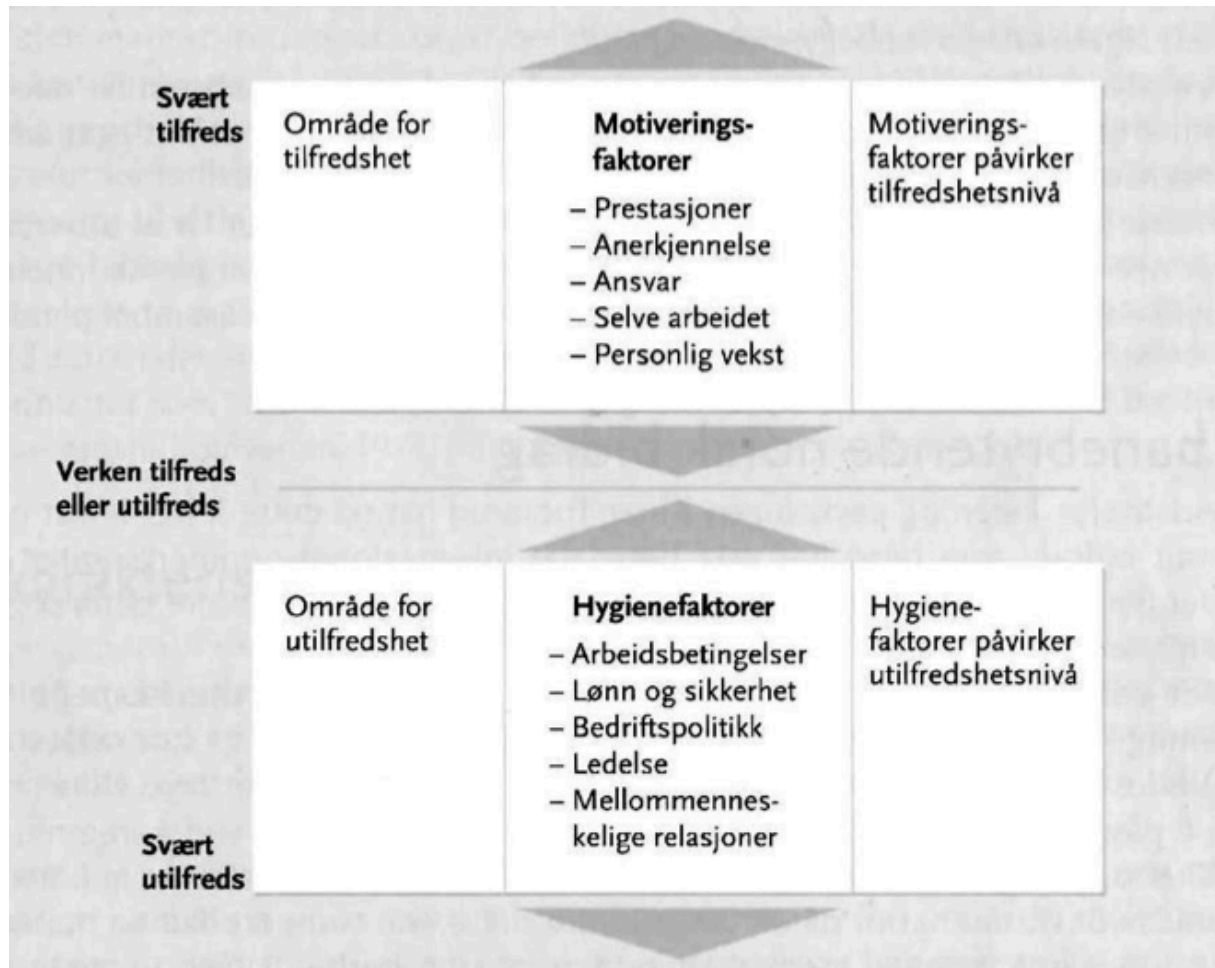 Svært
tilfreds
Område for
tilfredshet
Motiverings-
faktorer
– Prestasjoner
– Anerkjennelse
– Ansvar
– Selve arbeidet
– Personlig vekst
Motiverings-
faktorer påvirker
tilfredshetsnivå
Verken tilfreds
eller utilfreds
Område for
utilfredshet
Hygienefaktorer
– Arbeidsbetingelser
– Lønn og sikkerhet
– Bedriftspolitikk
– Ledelse
– Mellommennes-
kelige relasjoner
Hygiene-
faktorer påvirker
utilfredshetsnivå
Svært
utilfreds